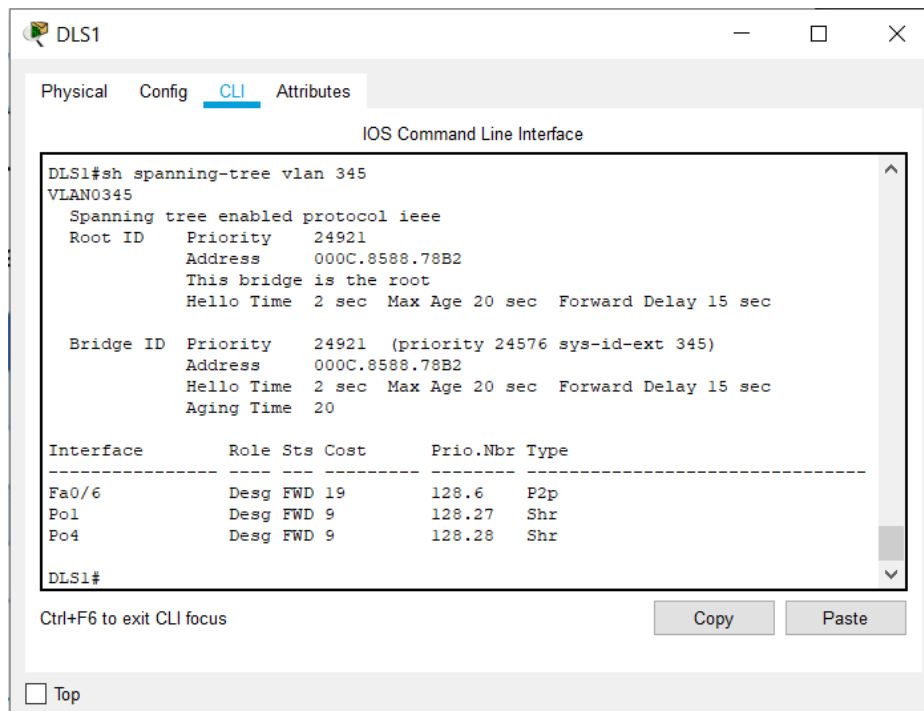 DLS1
Physical Config CLI Attributes
IOS Command Line Interface
DLS1#sh spanning-tree vlan 345
VLAN0345
  Spanning tree enabled protocol ieee
  Root ID    Priority    24921
             Address     000C.8588.78B2
             This bridge is the root
             Hello Time  2 sec  Max Age 20 sec  Forward Delay 15 sec

  Bridge ID  Priority    24921  (priority 24576 sys-id-ext 345)
             Address     000C.8588.78B2
             Hello Time  2 sec  Max Age 20 sec  Forward Delay 15 sec
             Aging Time  20

Interface        Role Sts Cost      Prio.Nbr Type
---------------- ---- --- --------- -------- --------------------------------
Fa0/6            Desg FWD 19        128.6    P2p
Po1              Desg FWD 9         128.27   Shr
Po4              Desg FWD 9         128.28   Shr

DLS1#
Ctrl+F6 to exit CLI focus
Copy Paste
Top